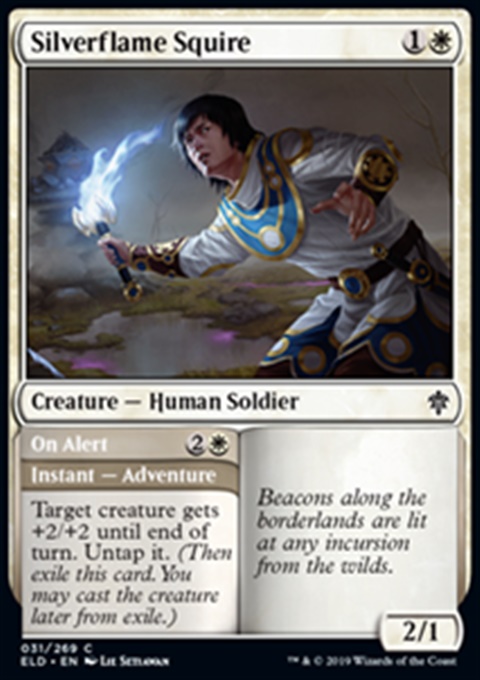 Silverflame Squire 1
Creature — Human Soldier
On Alert 2
Instant — Adventure
Target creature gets
+2/+2 until end of
turn. Untap it. (Then
exile this card. You
may cast the creature
later from exile.)
Beacons along the
borderlands are lit
at any incursion
from the wilds.
2/1
031/269 C
ELD • EN Lie Setiawan
™ & © 2019 Wizards of the Coast